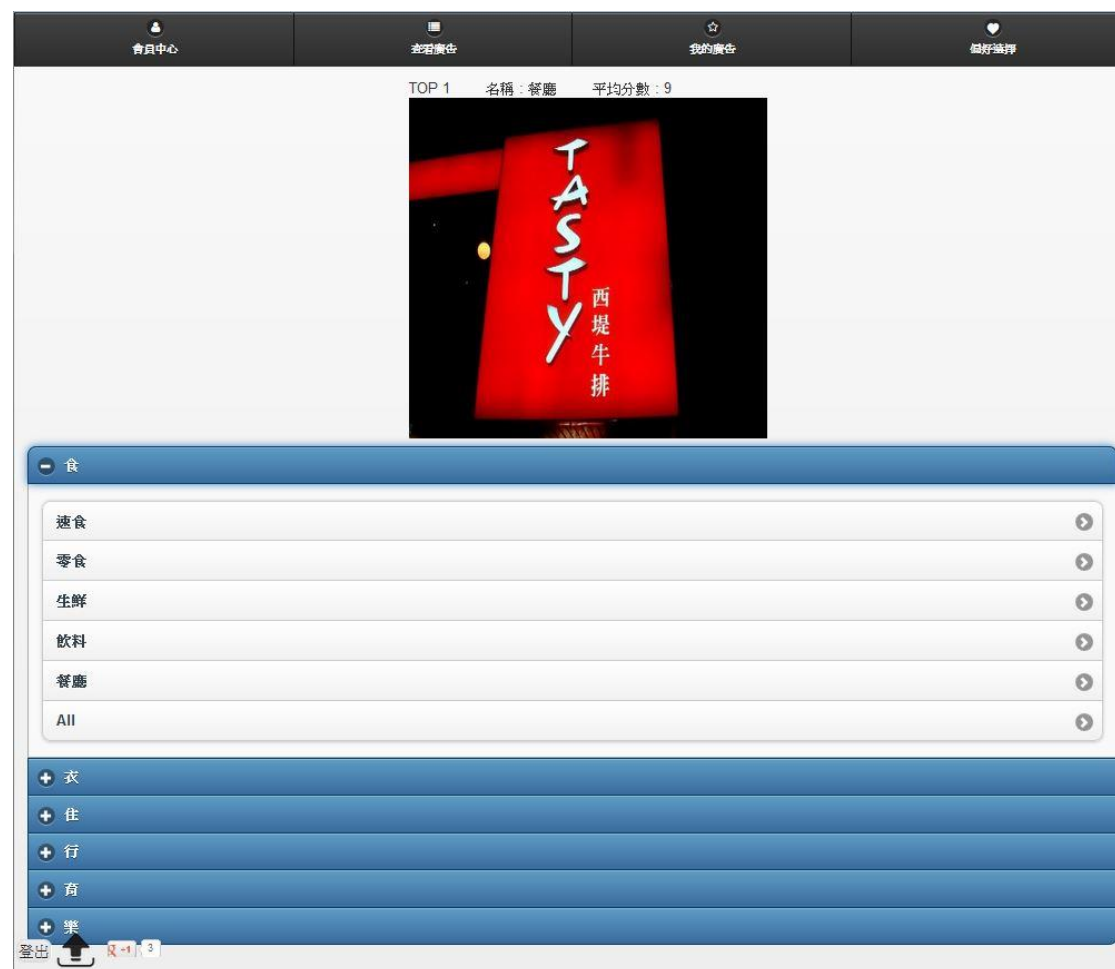 會員中心
查看廣告
我的廣告
偏好選擇
TOP 1 名稱：餐廳 平均分數：9
TASTY
西堤牛排
食
速食
零食
生鮮
飲料
餐廳
All
衣
住
行
育
樂
登出 +1 3